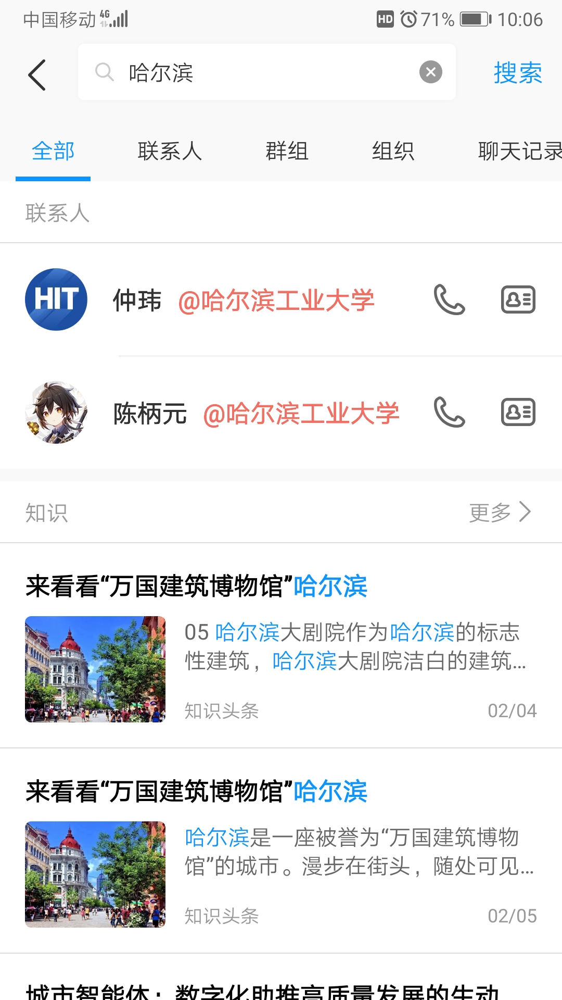 中国移动 4G HD 71% 10:06
哈尔滨 搜索
全部 联系人 群组 组织 聊天记录
联系人
HIT 仲玮 @哈尔滨工业大学
陈柄元 @哈尔滨工业大学
知识 更多
来看看“万国建筑博物馆”哈尔滨
05 哈尔滨大剧院作为哈尔滨的标志
性建筑，哈尔滨大剧院洁白的建筑...
知识头条 02/04
来看看“万国建筑博物馆”哈尔滨
哈尔滨是一座被誉为“万国建筑博物
馆”的城市。漫步在街头，随处可见...
知识头条 02/05
城市智能体：数字化助推高质量发展的生动